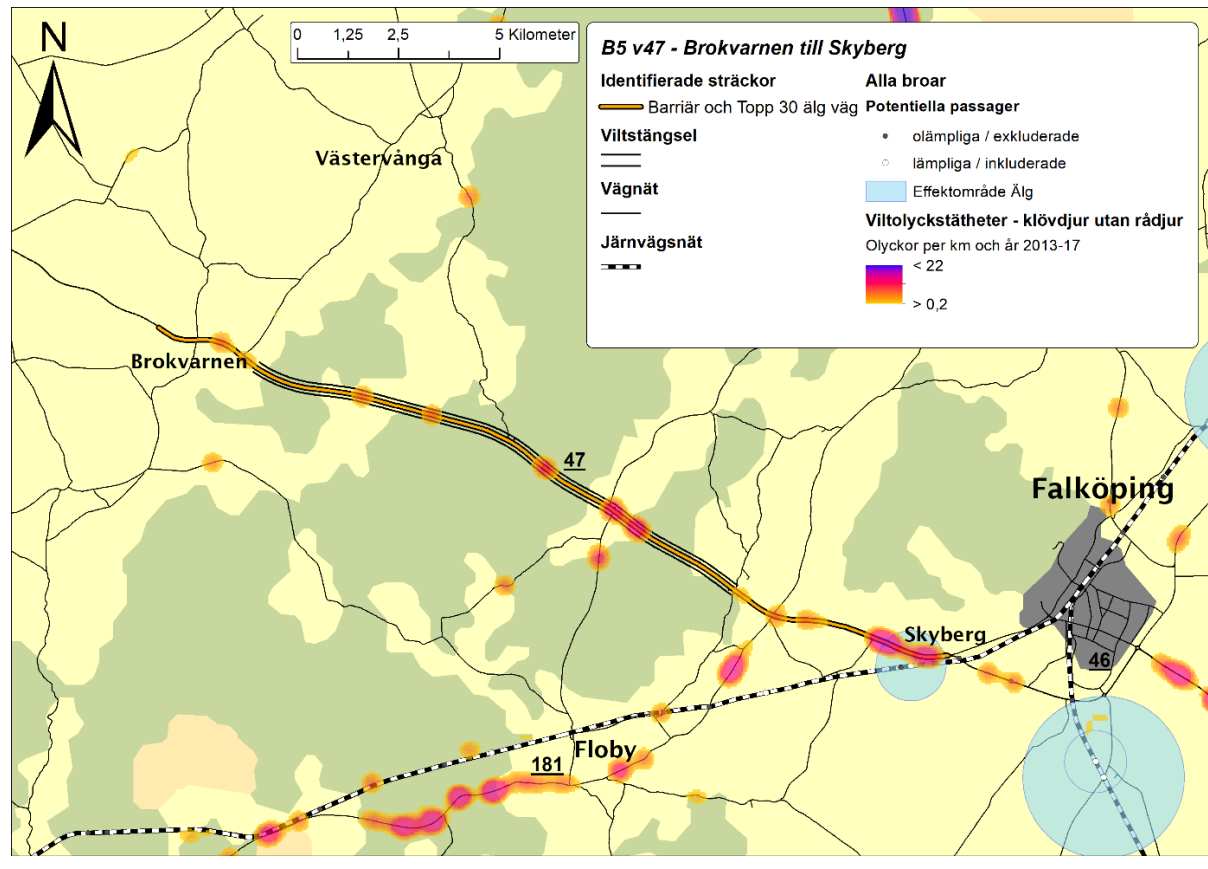 N
0 1,25 2,5 5 Kilometer
B5 v47 - Brokvarnen till Skyberg
Identifierade sträckor
Barriär och Topp 30 älg väg
Viltstängsel
Vägnät
Järnvägsnät
Alla broar
Potentiella passager
olämpliga / exkluderade
lämpliga / inkluderade
Effektområde Älg
Viltolyckstätheter - klövdjur utan rådjur
Olyckor per km och år 2013-17
< 22
> 0,2
Västervånga
Brokvarnen
47
Falköping
Skyberg
46
Floby
181